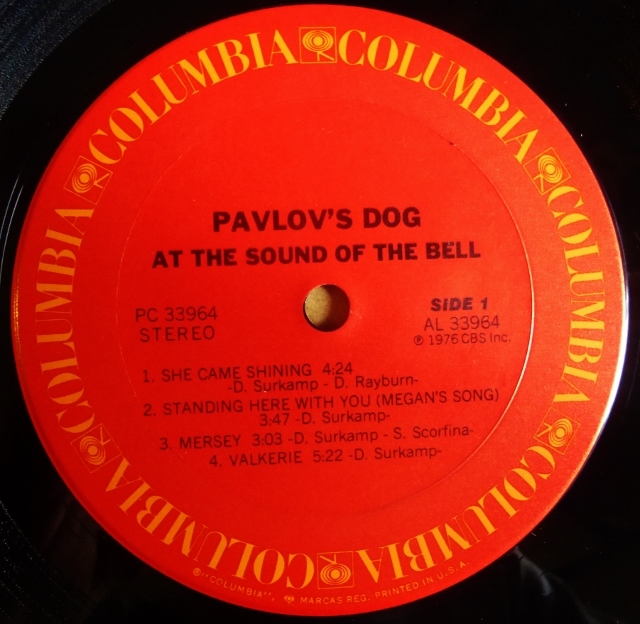 COLUMBIA COLUMBIA COLUMBIA COLUMBIA COLUMBIA COLUMBIA COLUMBIA COLUMBIA
PAVLOV'S DOG
AT THE SOUND OF THE BELL
PC 33964
STEREO
SIDE 1
AL 33964
℗ 1976 CBS Inc.
1. SHE CAME SHINING 4:24
-D. Surkamp - D. Rayburn-
2. STANDING HERE WITH YOU (MEGAN'S SONG)
3:47 -D. Surkamp-
3. MERSEY 3:03 -D. Surkamp - S. Scorfina-
4. VALKERIE 5:22 -D. Surkamp-
®"COLUMBIA", MARCAS REG. PRINTED IN U.S.A.